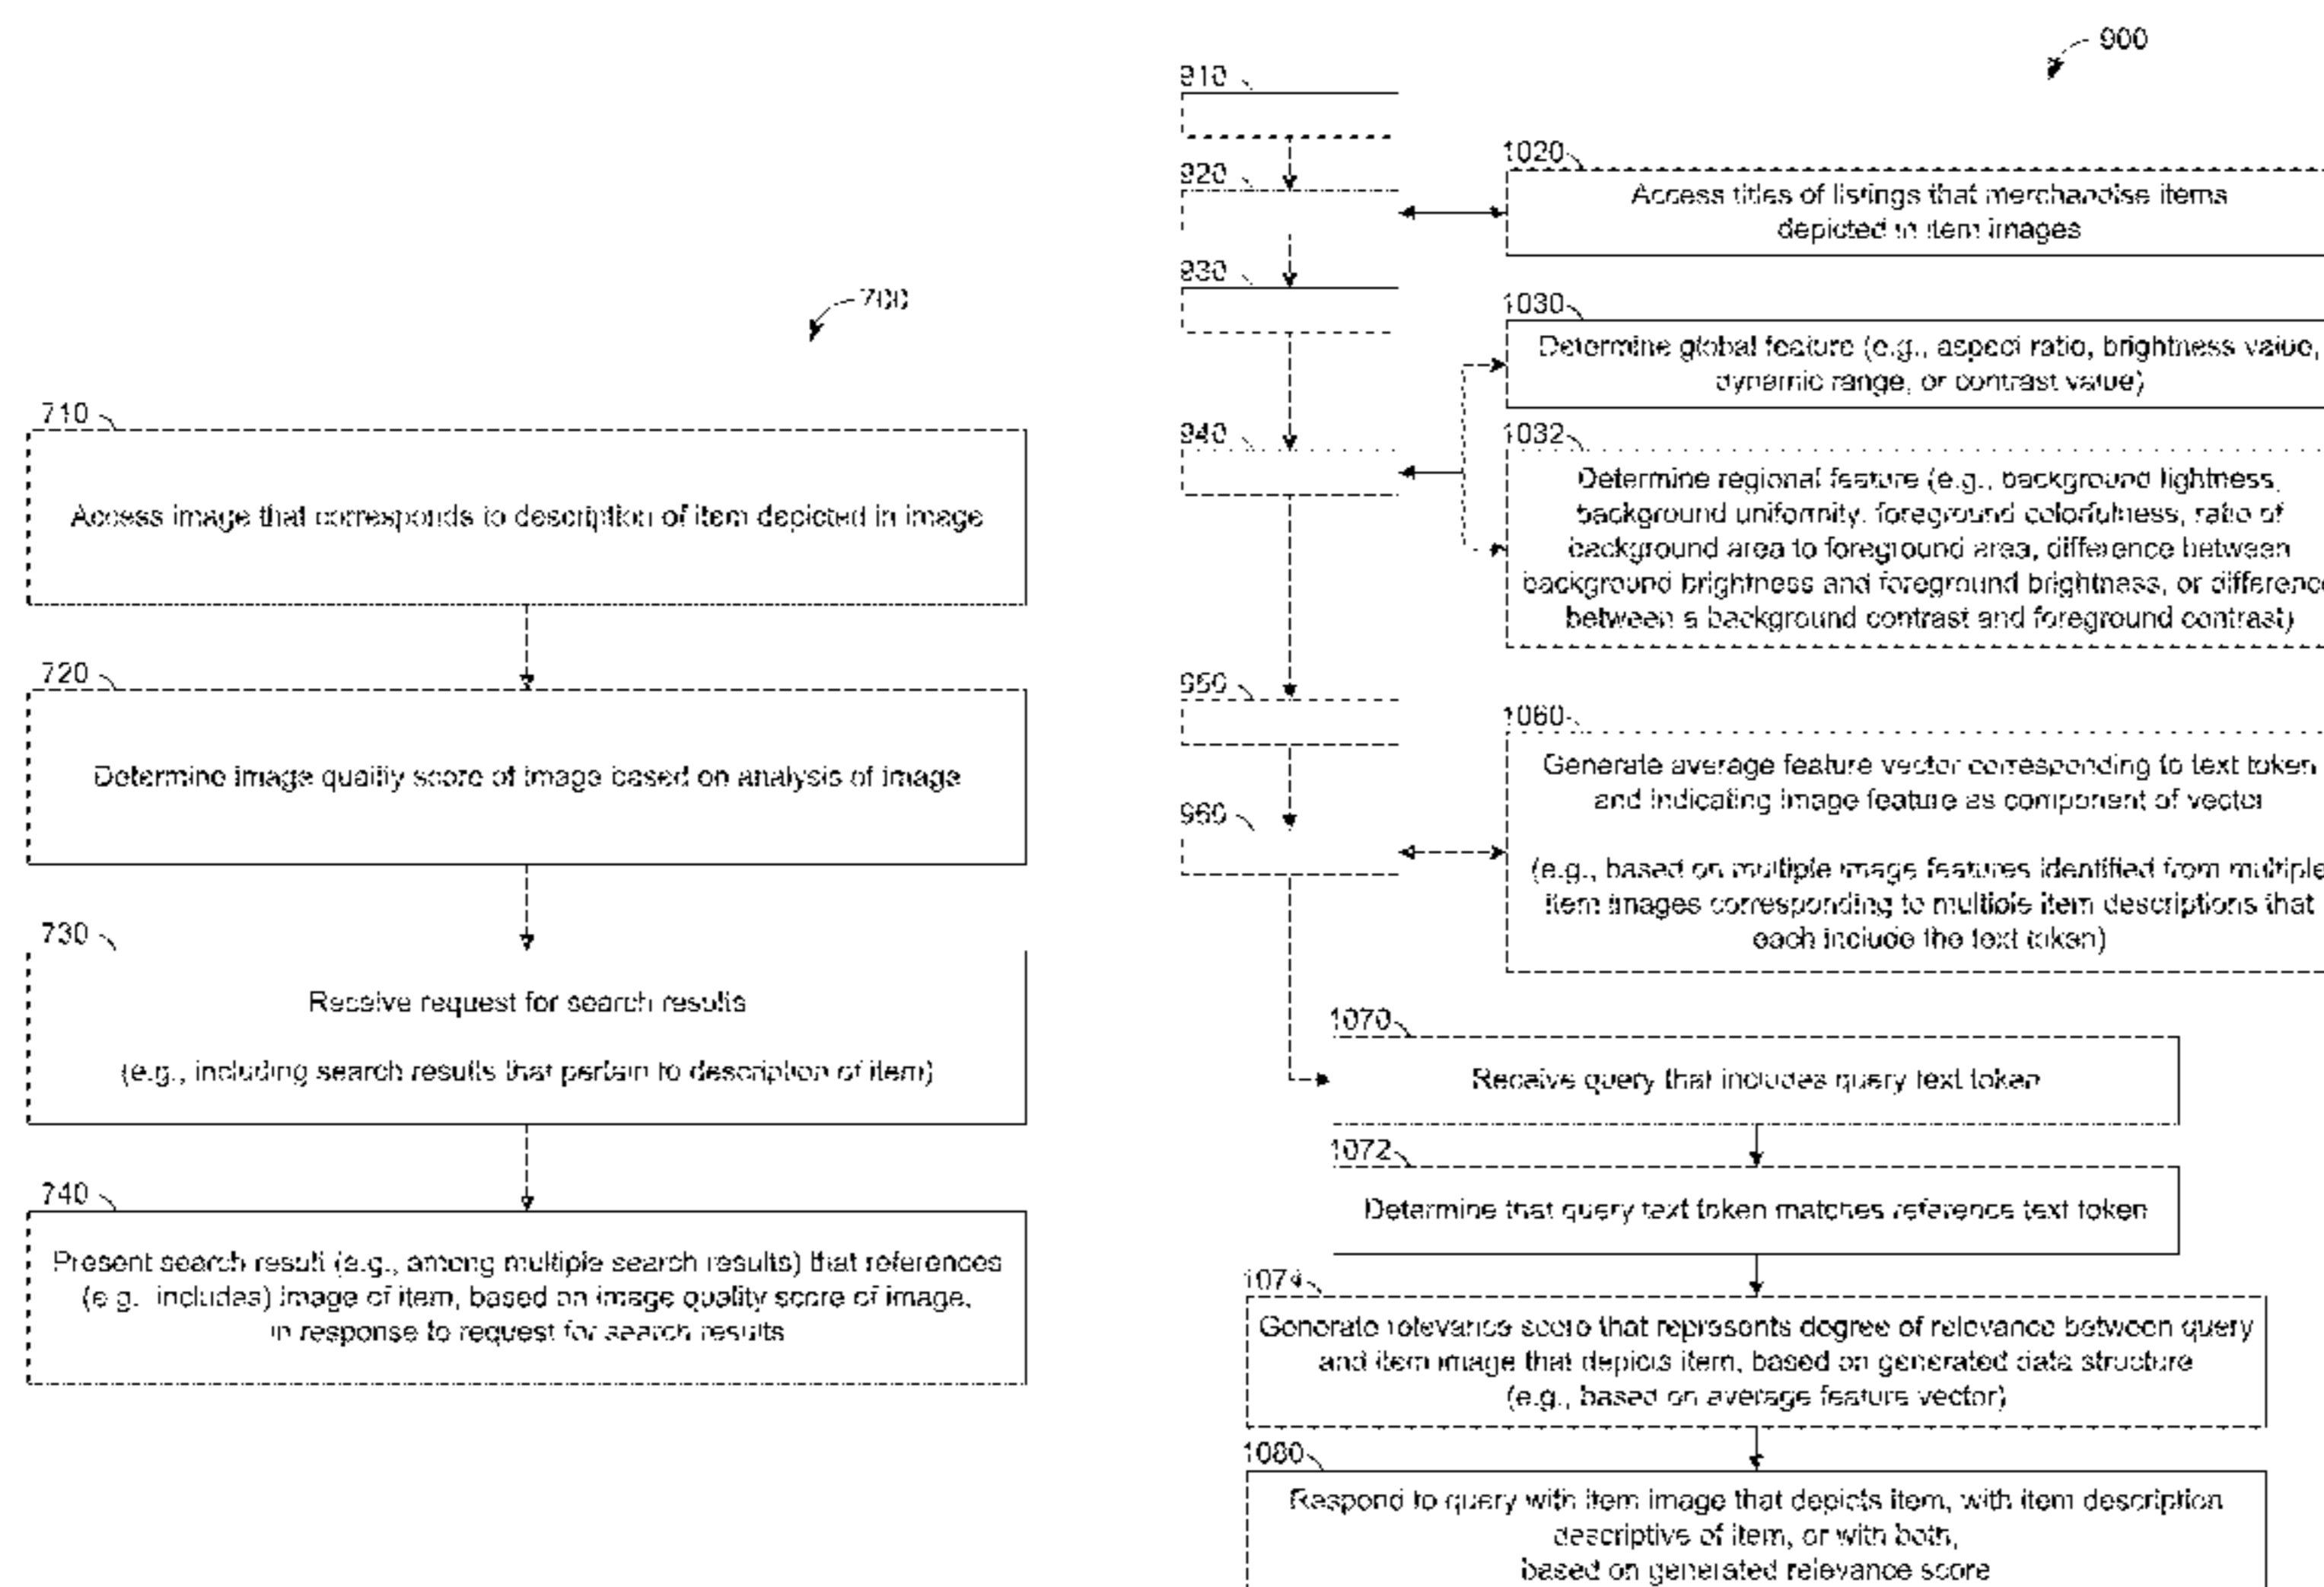 700
710
Access image that corresponds to description of item depicted in image
720
Determine image quality score of image based on analysis of image
730
Receive request for search results
(e.g., including search results that pertain to description of item)
740
Present search result (e.g., among multiple search results) that references
(e.g. includes) image of item, based on image quality score of image,
in response to request for search results
900
910
920
1020
Access titles of listings that merchandise items
depicted in item images
930
1030
Determine global feature (e.g., aspect ratio, brightness value,
dynamic range, or contrast value)
940
1032
Determine regional feature (e.g., background lightness,
background uniformity, foreground colorfulness, ratio of
background area to foreground area, difference between
background brightness and foreground brightness, or difference
between a background contrast and foreground contrast)
950
960
1060
Generate average feature vector corresponding to text token
and indicating image feature as component of vector
(e.g., based on multiple image features identified from multiple
item images corresponding to multiple item descriptions that
each include the text token)
1070
Receive query that includes query text token
1072
Determine that query text token matches reference text token
1074
Generate relevance score that represents degree of relevance between query
and item image that depicts item, based on generated data structure
(e.g., based on average feature vector)
1080
Respond to query with item image that depicts item, with item description
descriptive of item, or with both,
based on generated relevance score